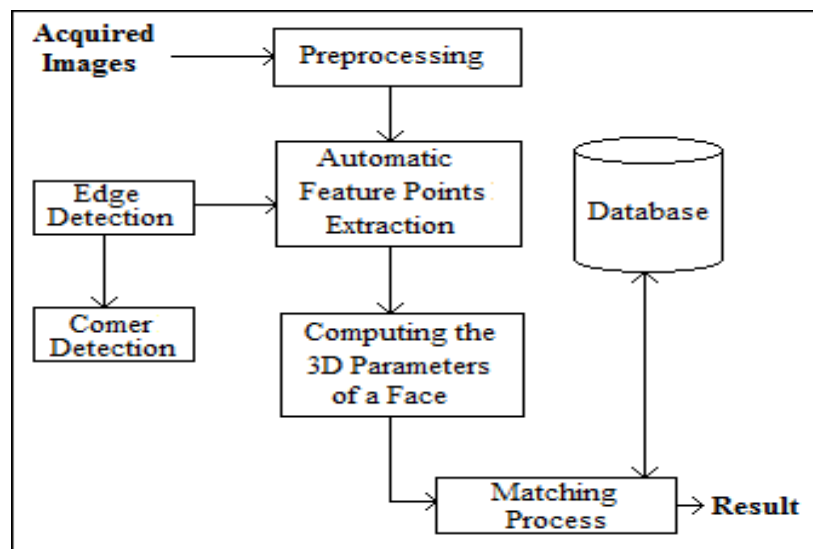 Acquired
Images
Preprocessing
Automatic
Feature Points
Extraction
Edge
Detection
Database
Comer
Detection
Computing the
3D Parameters
of a Face
Matching
Process
Result